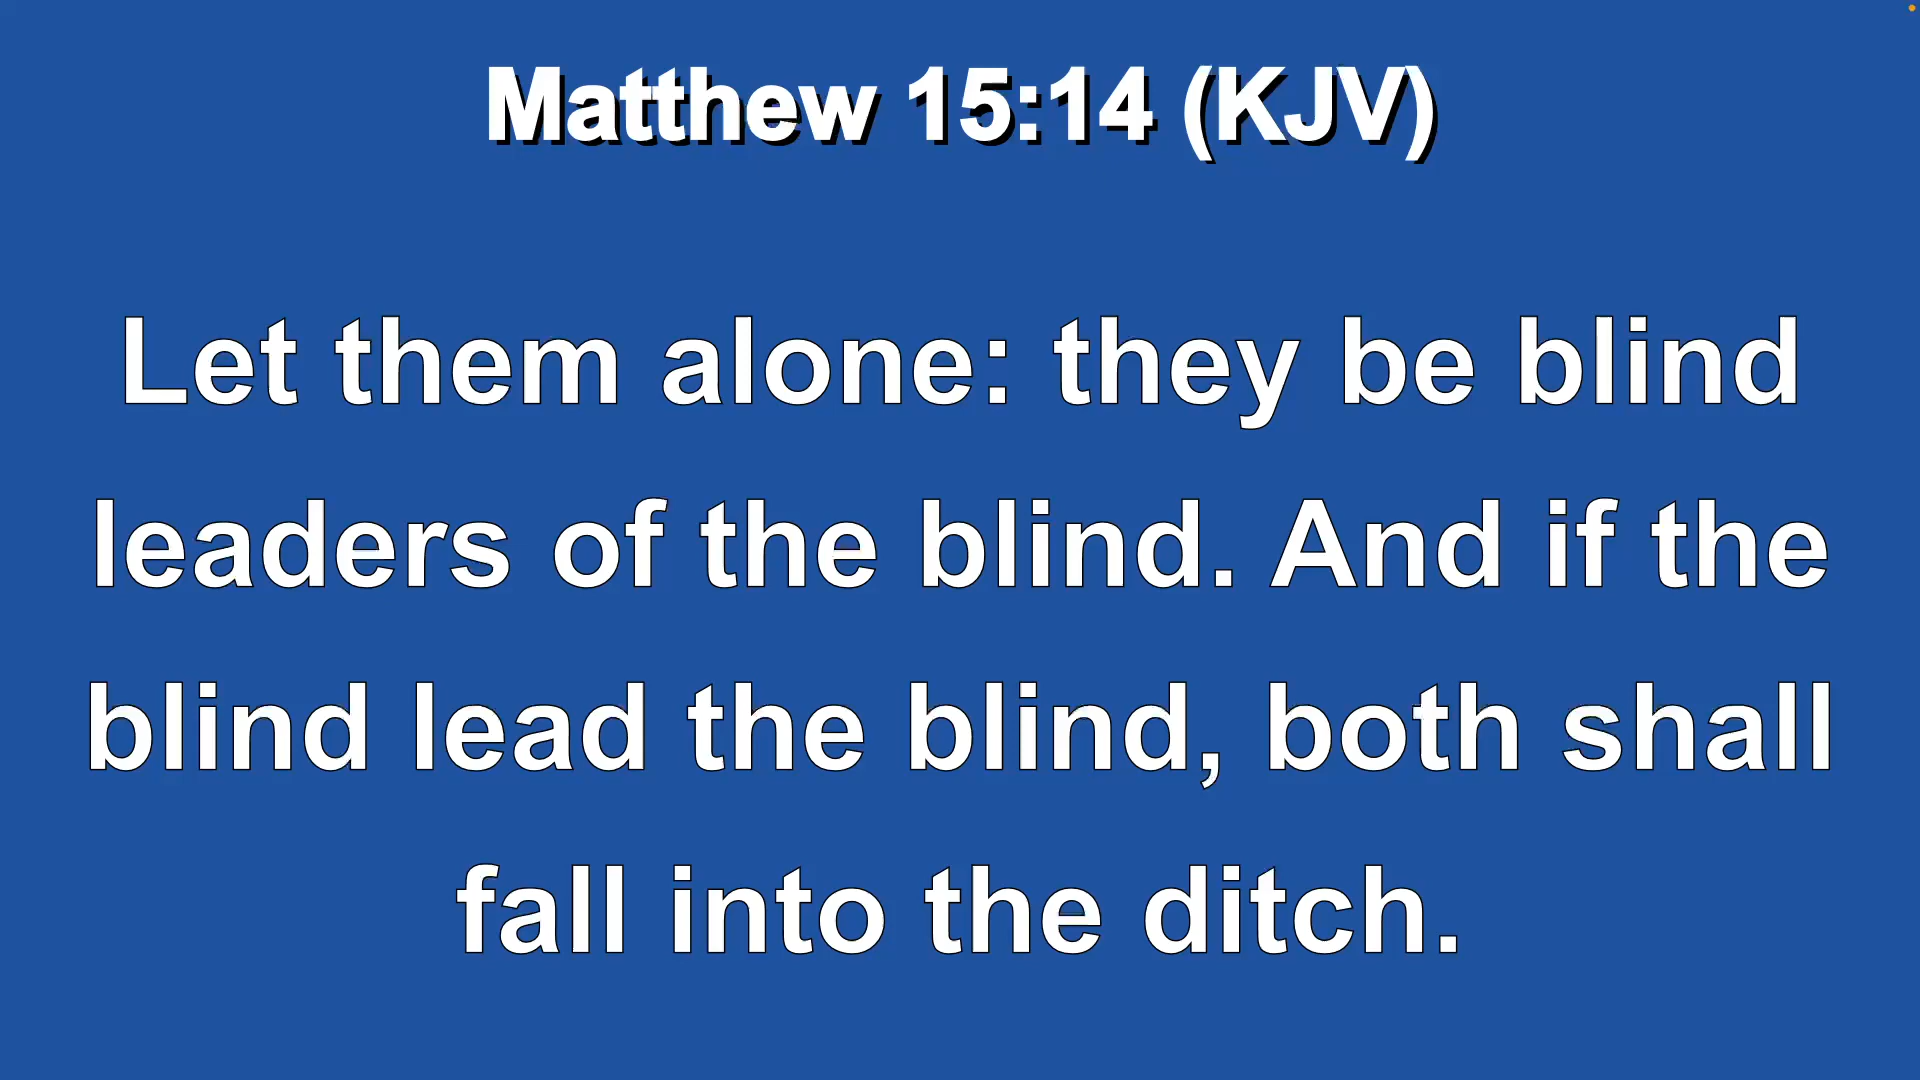 Matthew 15:14 (KJV)
Let them alone: they be blind
leaders of the blind. And if the
blind lead the blind, both shall
fall into the ditch.